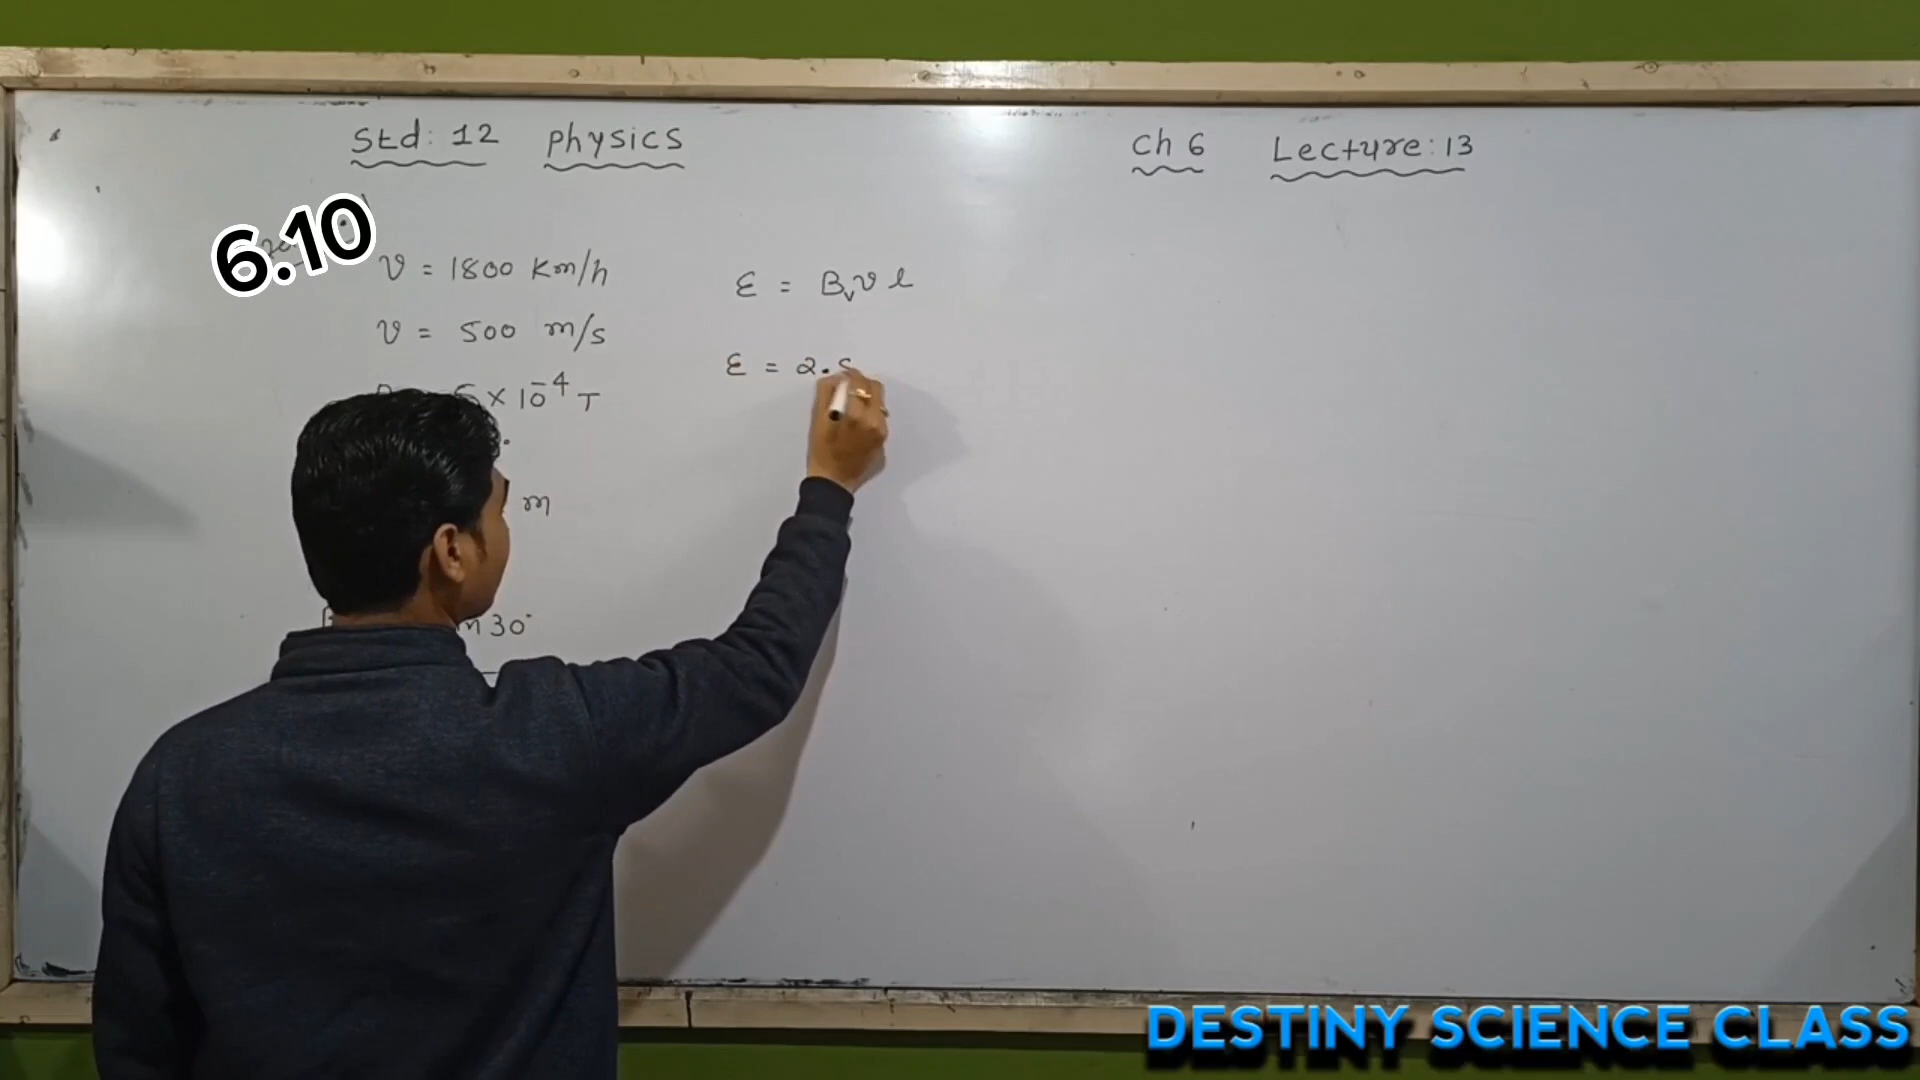 Std: 12 Physics
Ch 6 Lecture: 13
6.10
v = 1800 Km/h
v = 500 m/s
5 × 10⁻⁴ T
m
30°
ε = Bᵥ v l
ε = 2.5
DESTINY SCIENCE CLASS